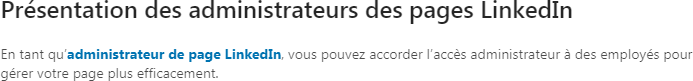 Présentation des administrateurs des pages LinkedIn
En tant qu’administrateur de page LinkedIn, vous pouvez accorder l’accès administrateur à des employés pour
gérer votre page plus efficacement.